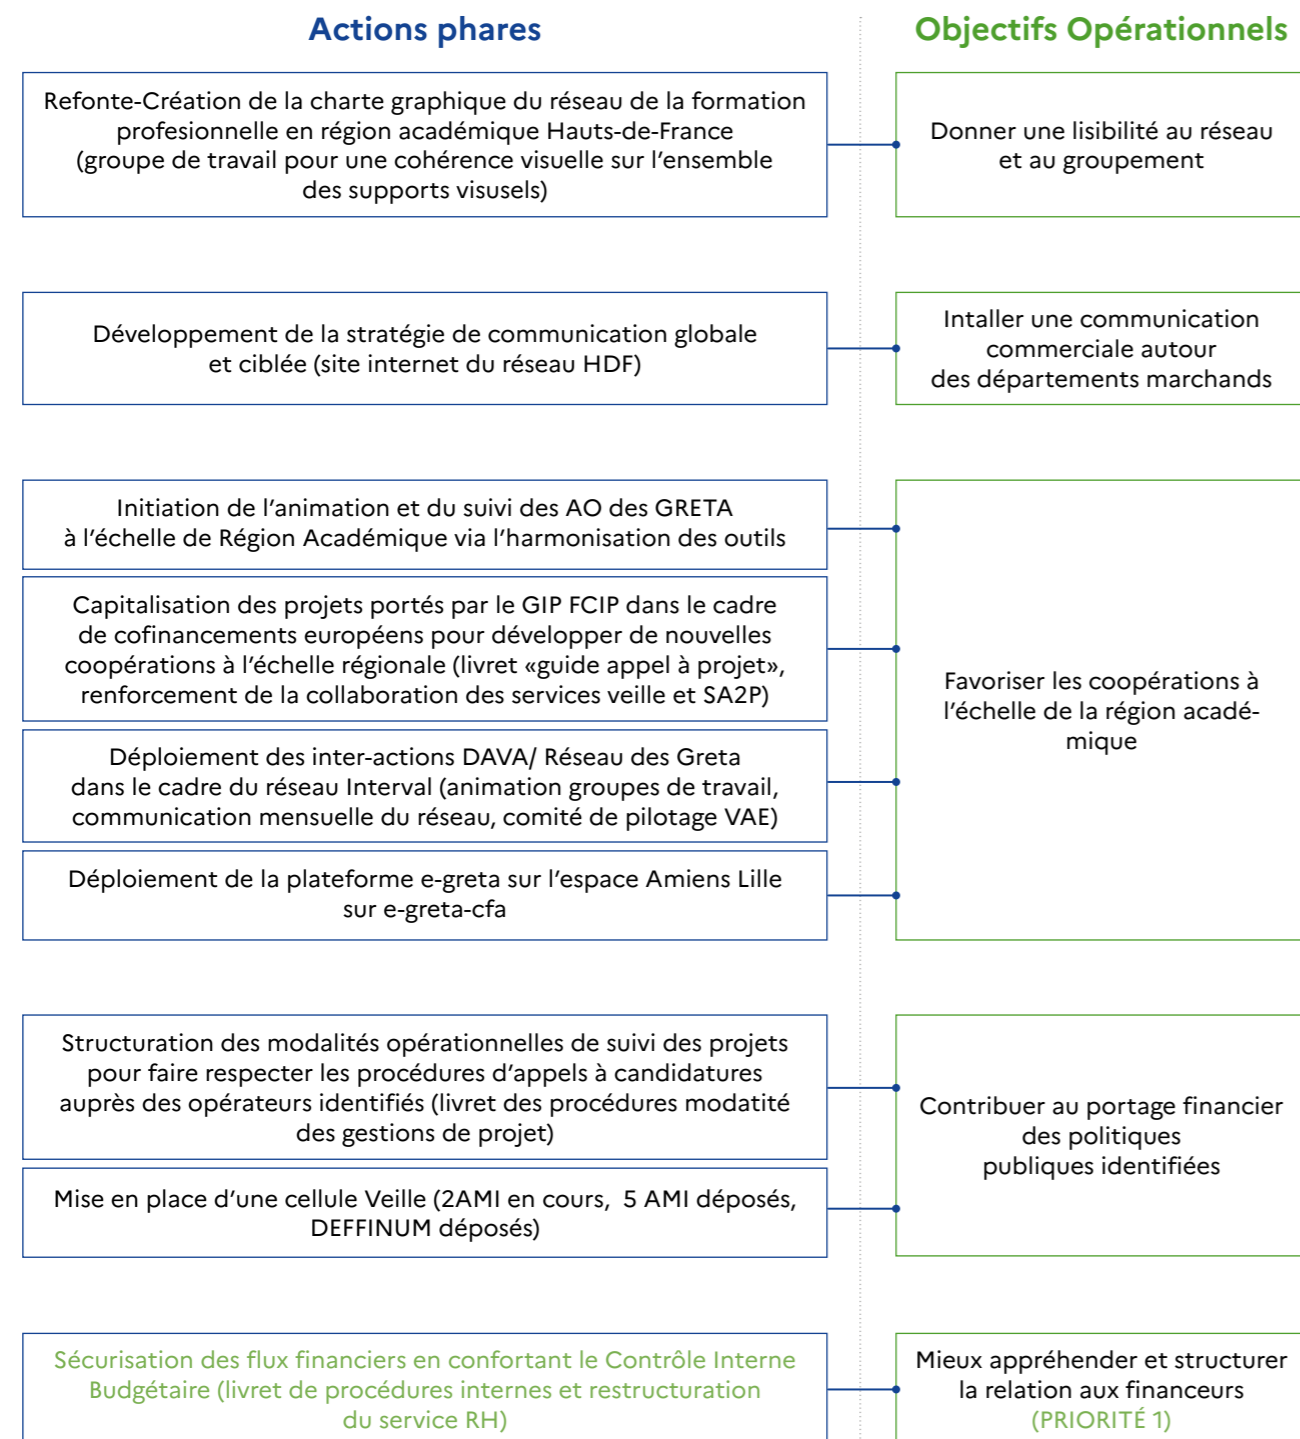 Actions phares
Objectifs Opérationnels
Refonte-Création de la charte graphique du réseau de la formation
profesionnelle en région académique Hauts-de-France
(groupe de travail pour une cohérence visuelle sur l’ensemble
des supports visusels)
Donner une lisibilité au réseau
et au groupement
Développement de la stratégie de communication globale
et ciblée (site internet du réseau HDF)
Intaller une communication
commerciale autour
des départements marchands
Initiation de l’animation et du suivi des AO des GRETA
à l’échelle de Région Académique via l’harmonisation des outils
Capitalisation des projets portés par le GIP FCIP dans le cadre
de cofinancements européens pour développer de nouvelles
coopérations à l’échelle régionale (livret «guide appel à projet»,
renforcement de la collaboration des services veille et SA2P)
Déploiement des inter-actions DAVA/ Réseau des Greta
dans le cadre du réseau Interval (animation groupes de travail,
communication mensuelle du réseau, comité de pilotage VAE)
Déploiement de la plateforme e-greta sur l’espace Amiens Lille
sur e-greta-cfa
Favoriser les coopérations à
l’échelle de la région acadé-
mique
Structuration des modalités opérationnelles de suivi des projets
pour faire respecter les procédures d’appels à candidatures
auprès des opérateurs identifiés (livret des procédures modatité
des gestions de projet)
Mise en place d’une cellule Veille (2AMI en cours, 5 AMI déposés,
DEFFINUM déposés)
Contribuer au portage financier
des politiques
publiques identifiées
Sécurisation des flux financiers en confortant le Contrôle Interne
Budgétaire (livret de procédures internes et restructuration
du service RH)
Mieux appréhender et structurer
la relation aux financeurs
(PRIORITÉ 1)